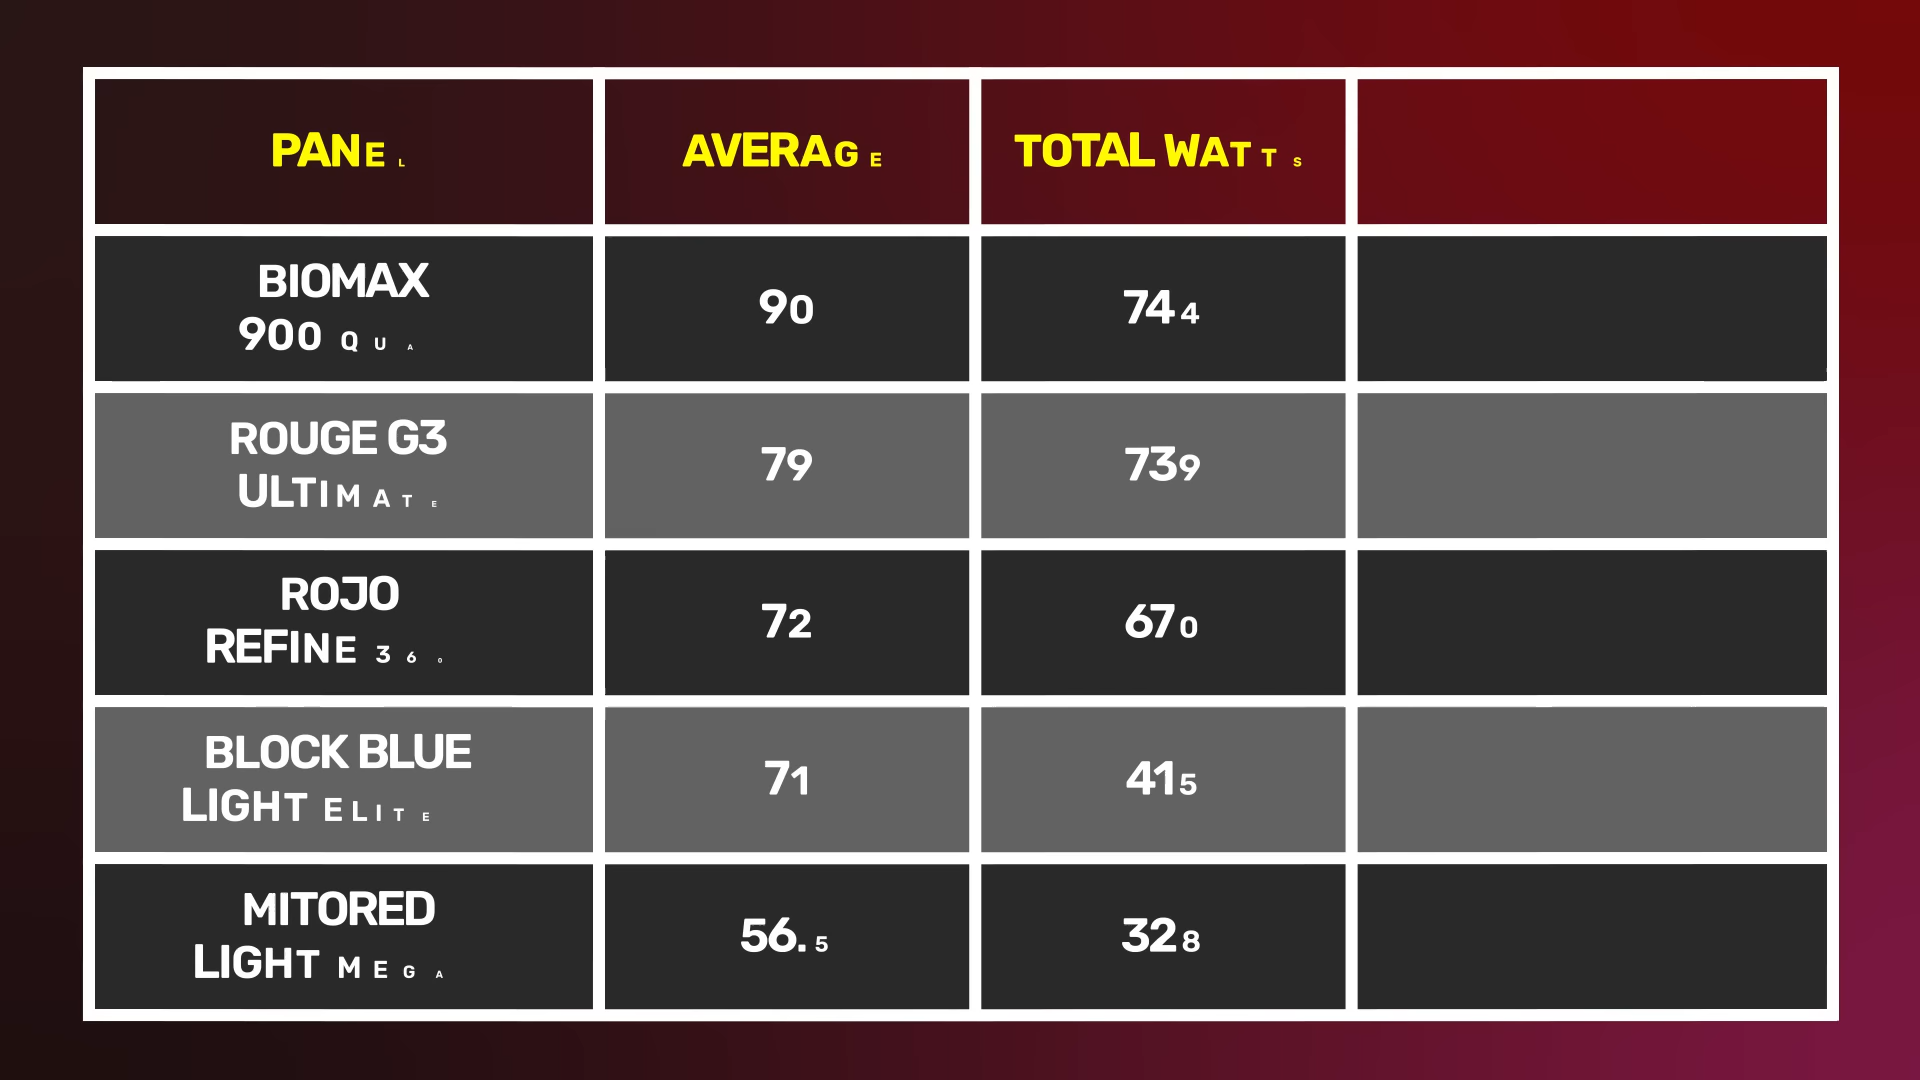 PANEL AVERAGE TOTAL WATTS
BIOMAX
900 QUA 90 744
ROUGE G3
ULTIMATE 79 739
ROJO
REFINE 360 72 670
BLOCK BLUE
LIGHT ELITE 71 415
MITORED
LIGHT MEGA 56.5 328